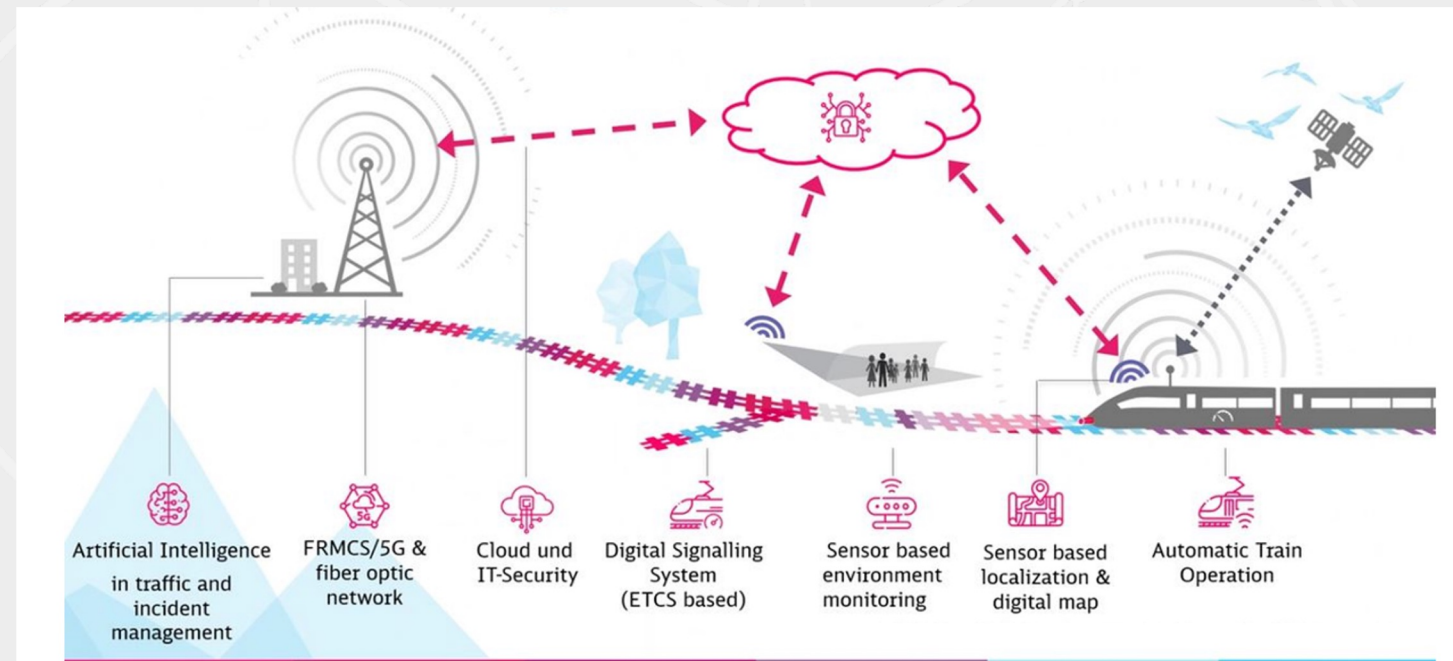 5G
Artificial Intelligence
in traffic and
incident
management
FRMCS/5G &
fiber optic
network
Cloud und
IT-Security
Digital Signalling
System
(ETCS based)
Sensor based
environment
monitoring
Sensor based
localization &
digital map
Automatic Train
Operation